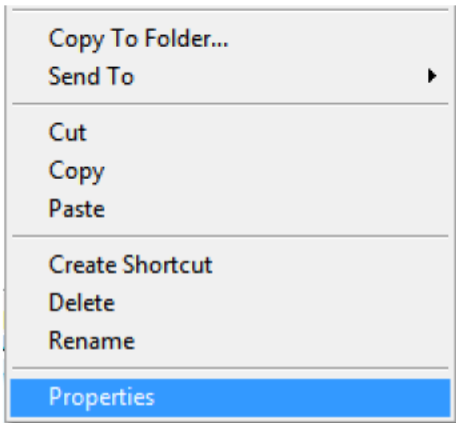 Copy To Folder...
Send To
Cut
Copy
Paste
Create Shortcut
Delete
Rename
Properties